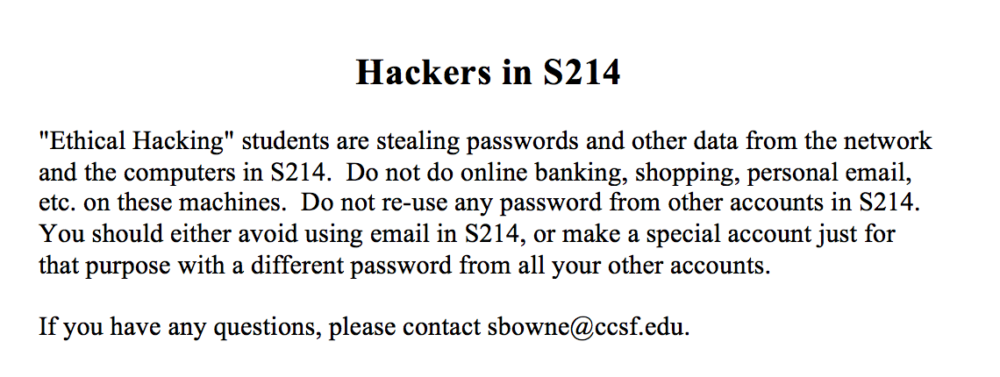 Hackers in S214
"Ethical Hacking" students are stealing passwords and other data from the network
and the computers in S214.  Do not do online banking, shopping, personal email,
etc. on these machines.  Do not re-use any password from other accounts in S214.
You should either avoid using email in S214, or make a special account just for
that purpose with a different password from all your other accounts.
If you have any questions, please contact sbowne@ccsf.edu.